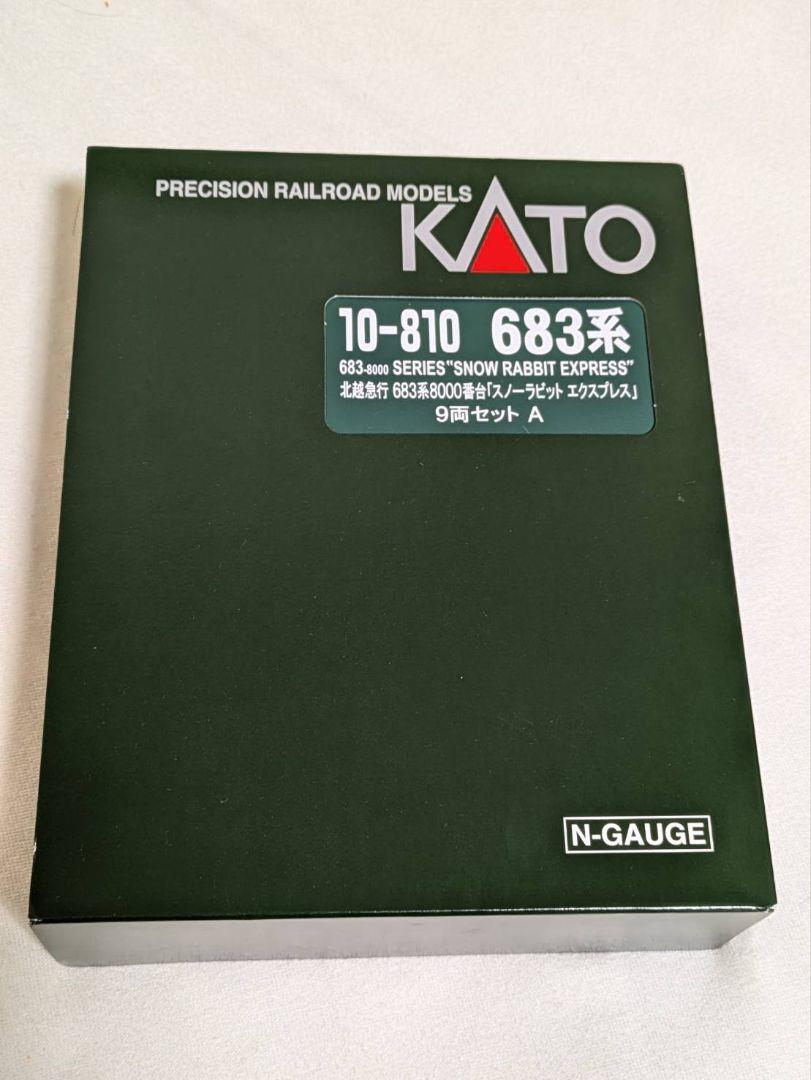 PRECISION RAILROAD MODELS
KATO
10-810 683系
683-8000 SERIES "SNOW RABBIT EXPRESS"
北越急行 683系8000番台「スノーラビット エクスプレス」
9両セット A
N-GAUGE